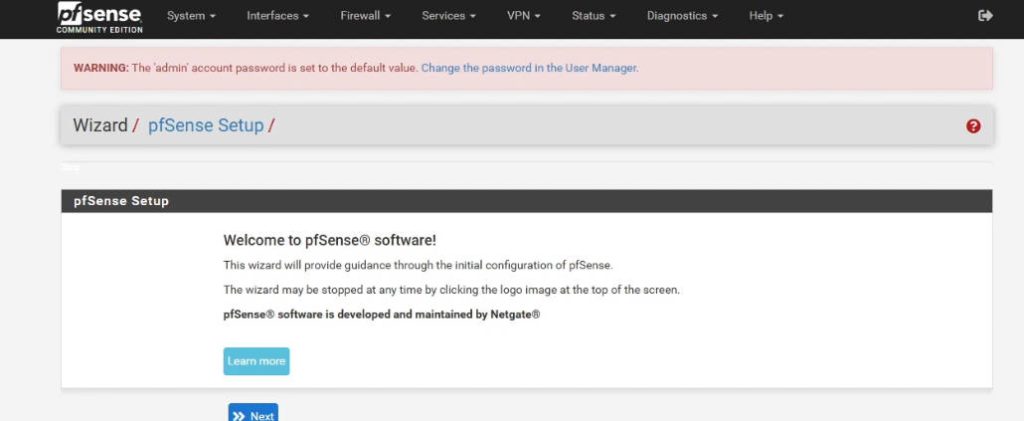 pfsense System Interfaces Firewall Services VPN Status Diagnostics Help
COMMUNITY EDITION
WARNING: The 'admin' account password is set to the default value. Change the password in the User Manager.
Wizard / pfSense Setup /
pfSense Setup
Welcome to pfSense® software!
This wizard will provide guidance through the initial configuration of pfSense.
The wizard may be stopped at any time by clicking the logo image at the top of the screen.
pfSense® software is developed and maintained by Netgate®
Learn more
Next